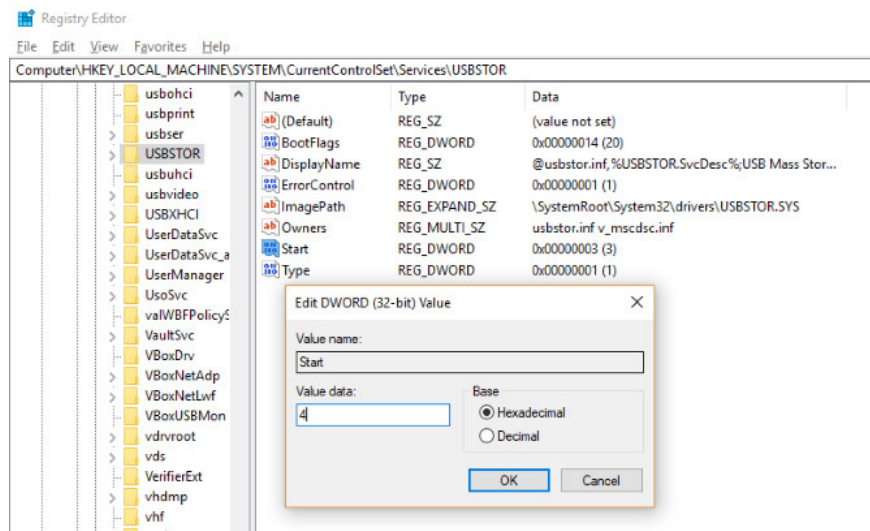 Registry Editor
File Edit View Favorites Help
Computer\HKEY_LOCAL_MACHINE\SYSTEM\CurrentControlSet\Services\USBSTOR
usbohci
usbprint
usbser
USBSTOR
usbuhci
usbvideo
USBXHCI
UserDataSvc
UserDataSvc_a
UserManager
UsoSvc
valWBFPolicyS
VaultSvc
VBoxDrv
VBoxNetAdp
VBoxNetLwf
VBoxUSBMon
vdrvroot
vds
VerifierExt
vhdmp
vhf
Name Type Data
(Default) REG_SZ (value not set)
BootFlags REG_DWORD 0x00000014 (20)
DisplayName REG_SZ @usbstor.inf,%USBSTOR.SvcDesc%;USB Mass Stor...
ErrorControl REG_DWORD 0x00000001 (1)
ImagePath REG_EXPAND_SZ \SystemRoot\System32\drivers\USBSTOR.SYS
Owners REG_MULTI_SZ usbstor.inf v_mscdsc.inf
Start REG_DWORD 0x00000003 (3)
Type REG_DWORD 0x00000001 (1)
Edit DWORD (32-bit) Value
Value name:
Start
Value data:
4
Base
Hexadecimal
Decimal
OK Cancel